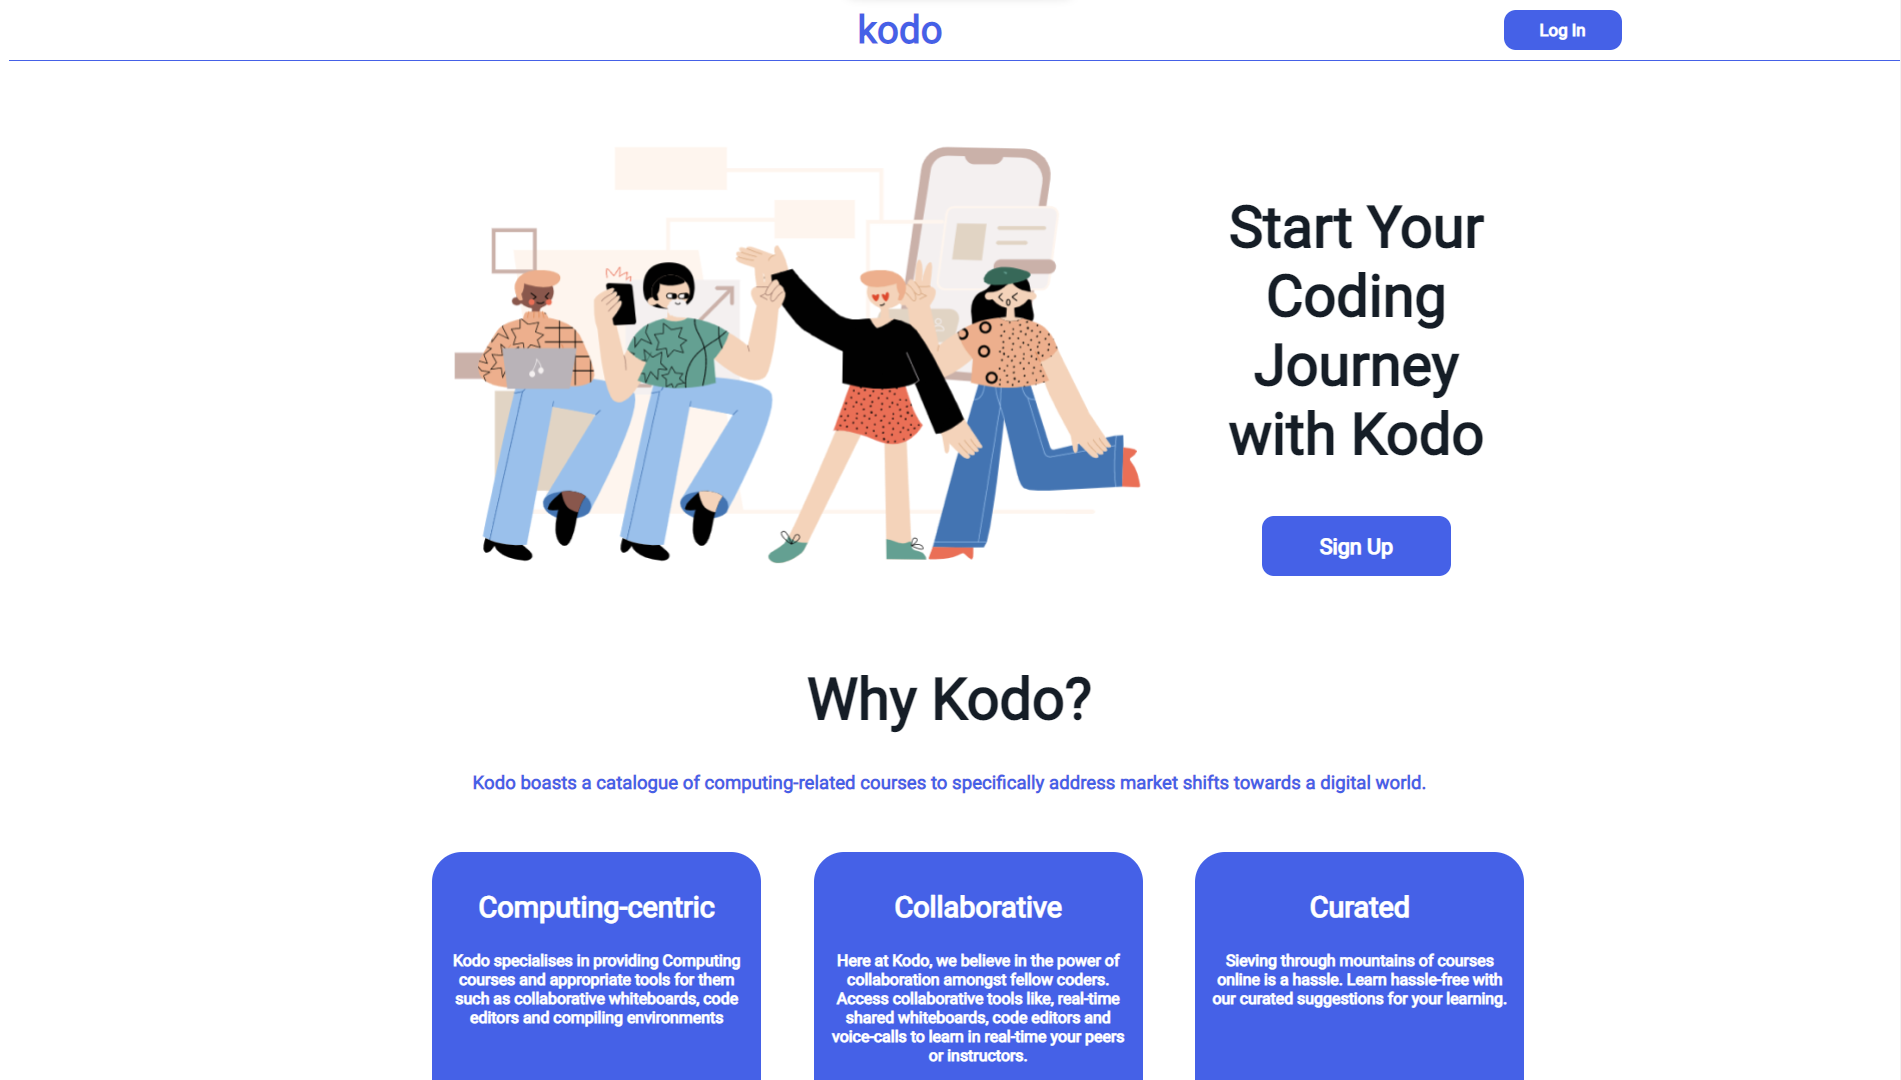 kodo
Log In
Start Your
Coding
Journey
with Kodo
Sign Up
Why Kodo?
Kodo boasts a catalogue of computing-related courses to specifically address market shifts towards a digital world.
Computing-centric
Kodo specialises in providing Computing
courses and appropriate tools for them
such as collaborative whiteboards, code
editors and compiling environments
Collaborative
Here at Kodo, we believe in the power of
collaboration amongst fellow coders.
Access collaborative tools like, real-time
shared whiteboards, code editors and
voice-calls to learn in real-time your peers
or instructors.
Curated
Sieving through mountains of courses
online is a hassle. Learn hassle-free with
our curated suggestions for your learning.